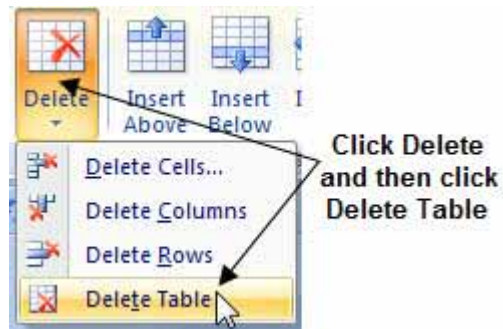 Delete Insert Insert I
Above Below
Click Delete
and then click
Delete Table
Delete Cells...
Delete Columns
Delete Rows
Delete Table